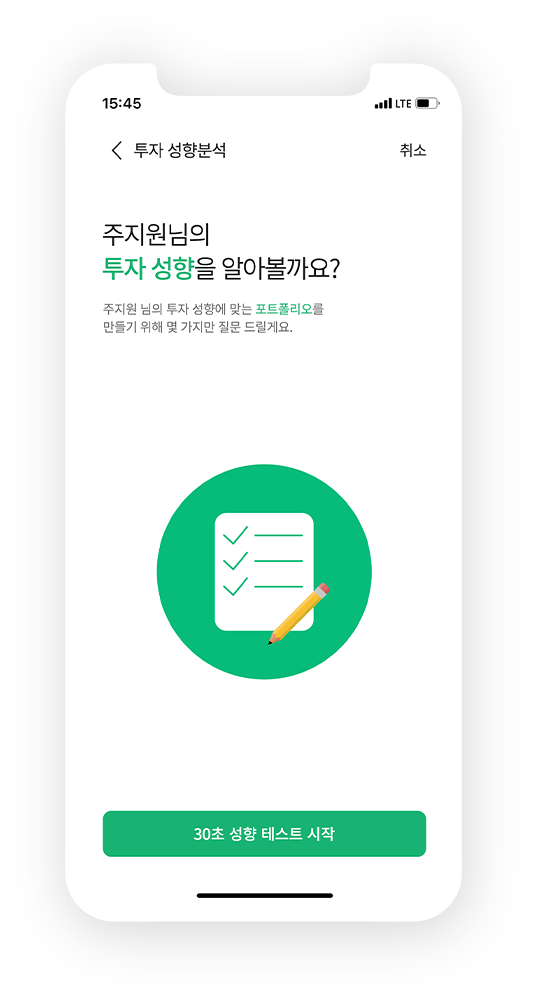 15:45
LTE
투자 성향분석
취소
주지원님의
투자 성향을 알아볼까요?
주지원 님의 투자 성향에 맞는 포트폴리오를
만들기 위해 몇 가지만 질문 드릴게요.
30초 성향 테스트 시작